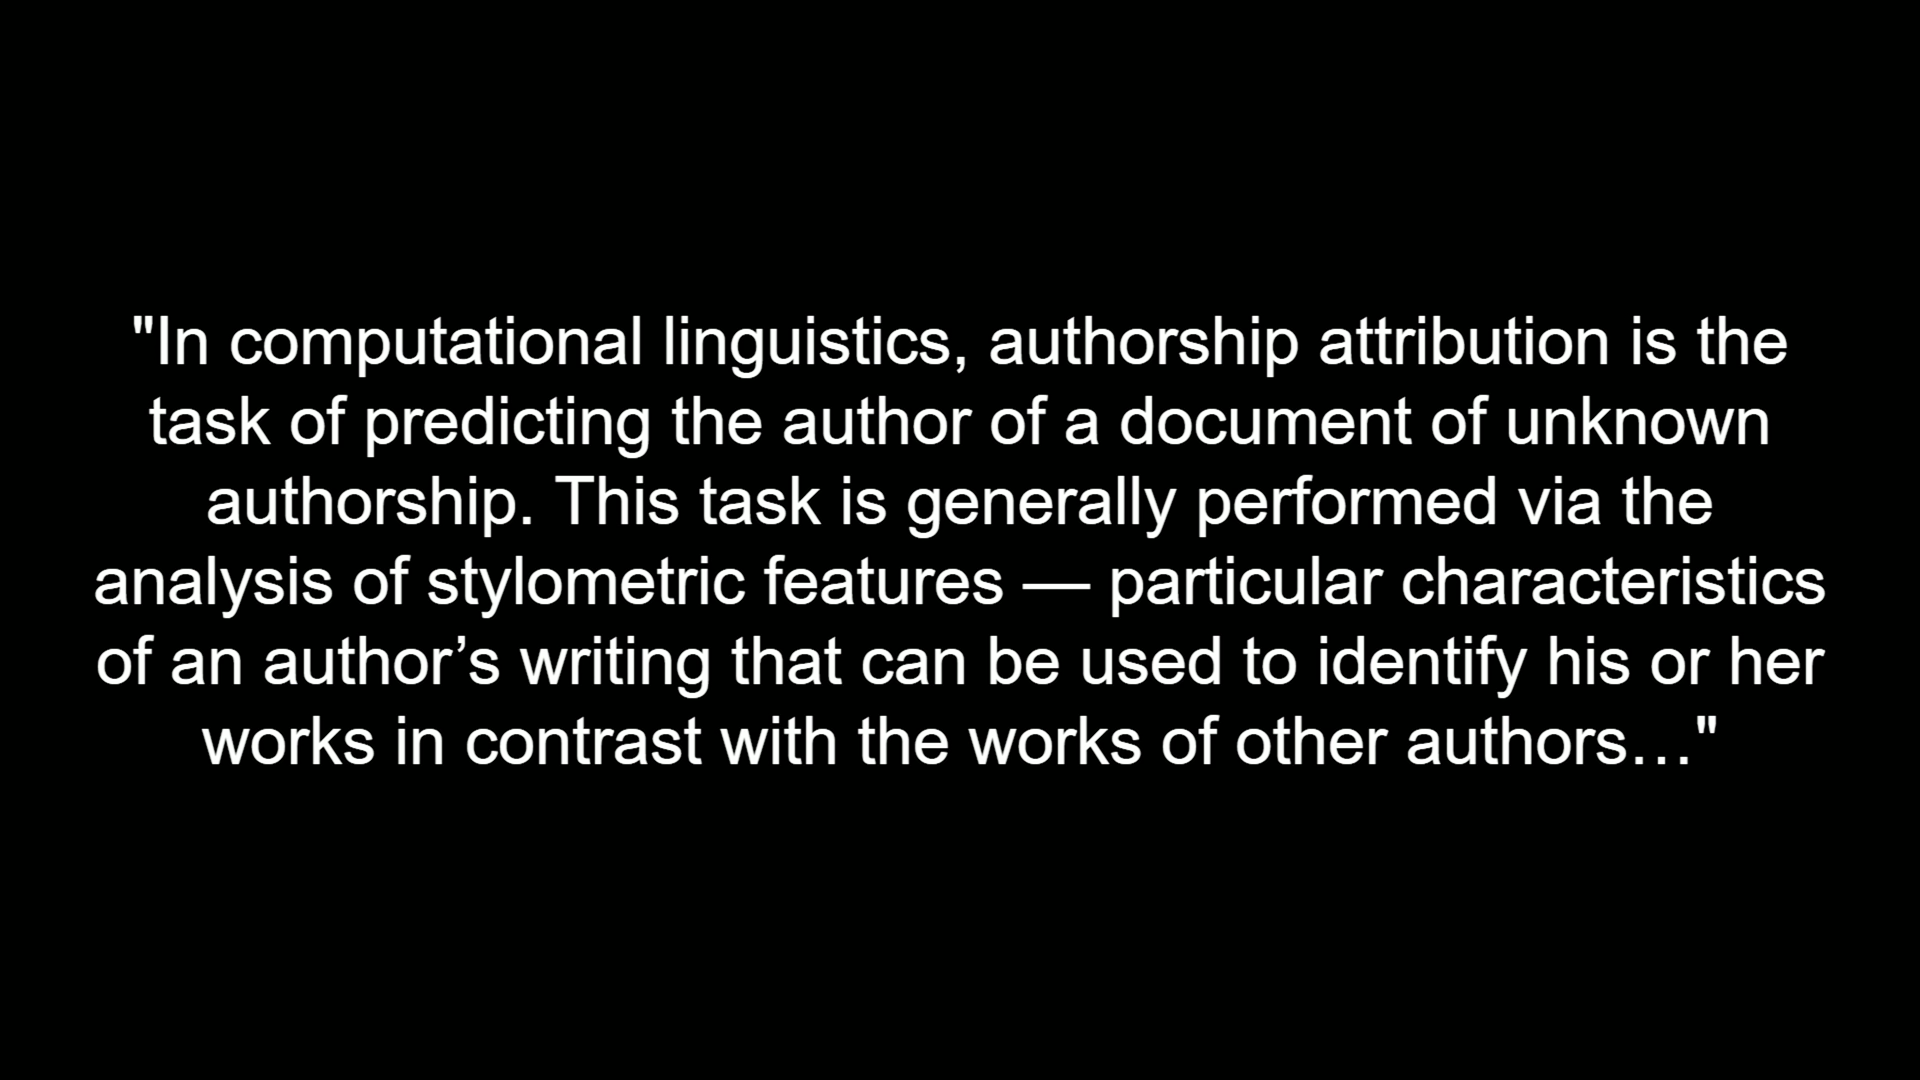 "In computational linguistics, authorship attribution is the
task of predicting the author of a document of unknown
authorship. This task is generally performed via the
analysis of stylometric features — particular characteristics
of an author’s writing that can be used to identify his or her
works in contrast with the works of other authors…"